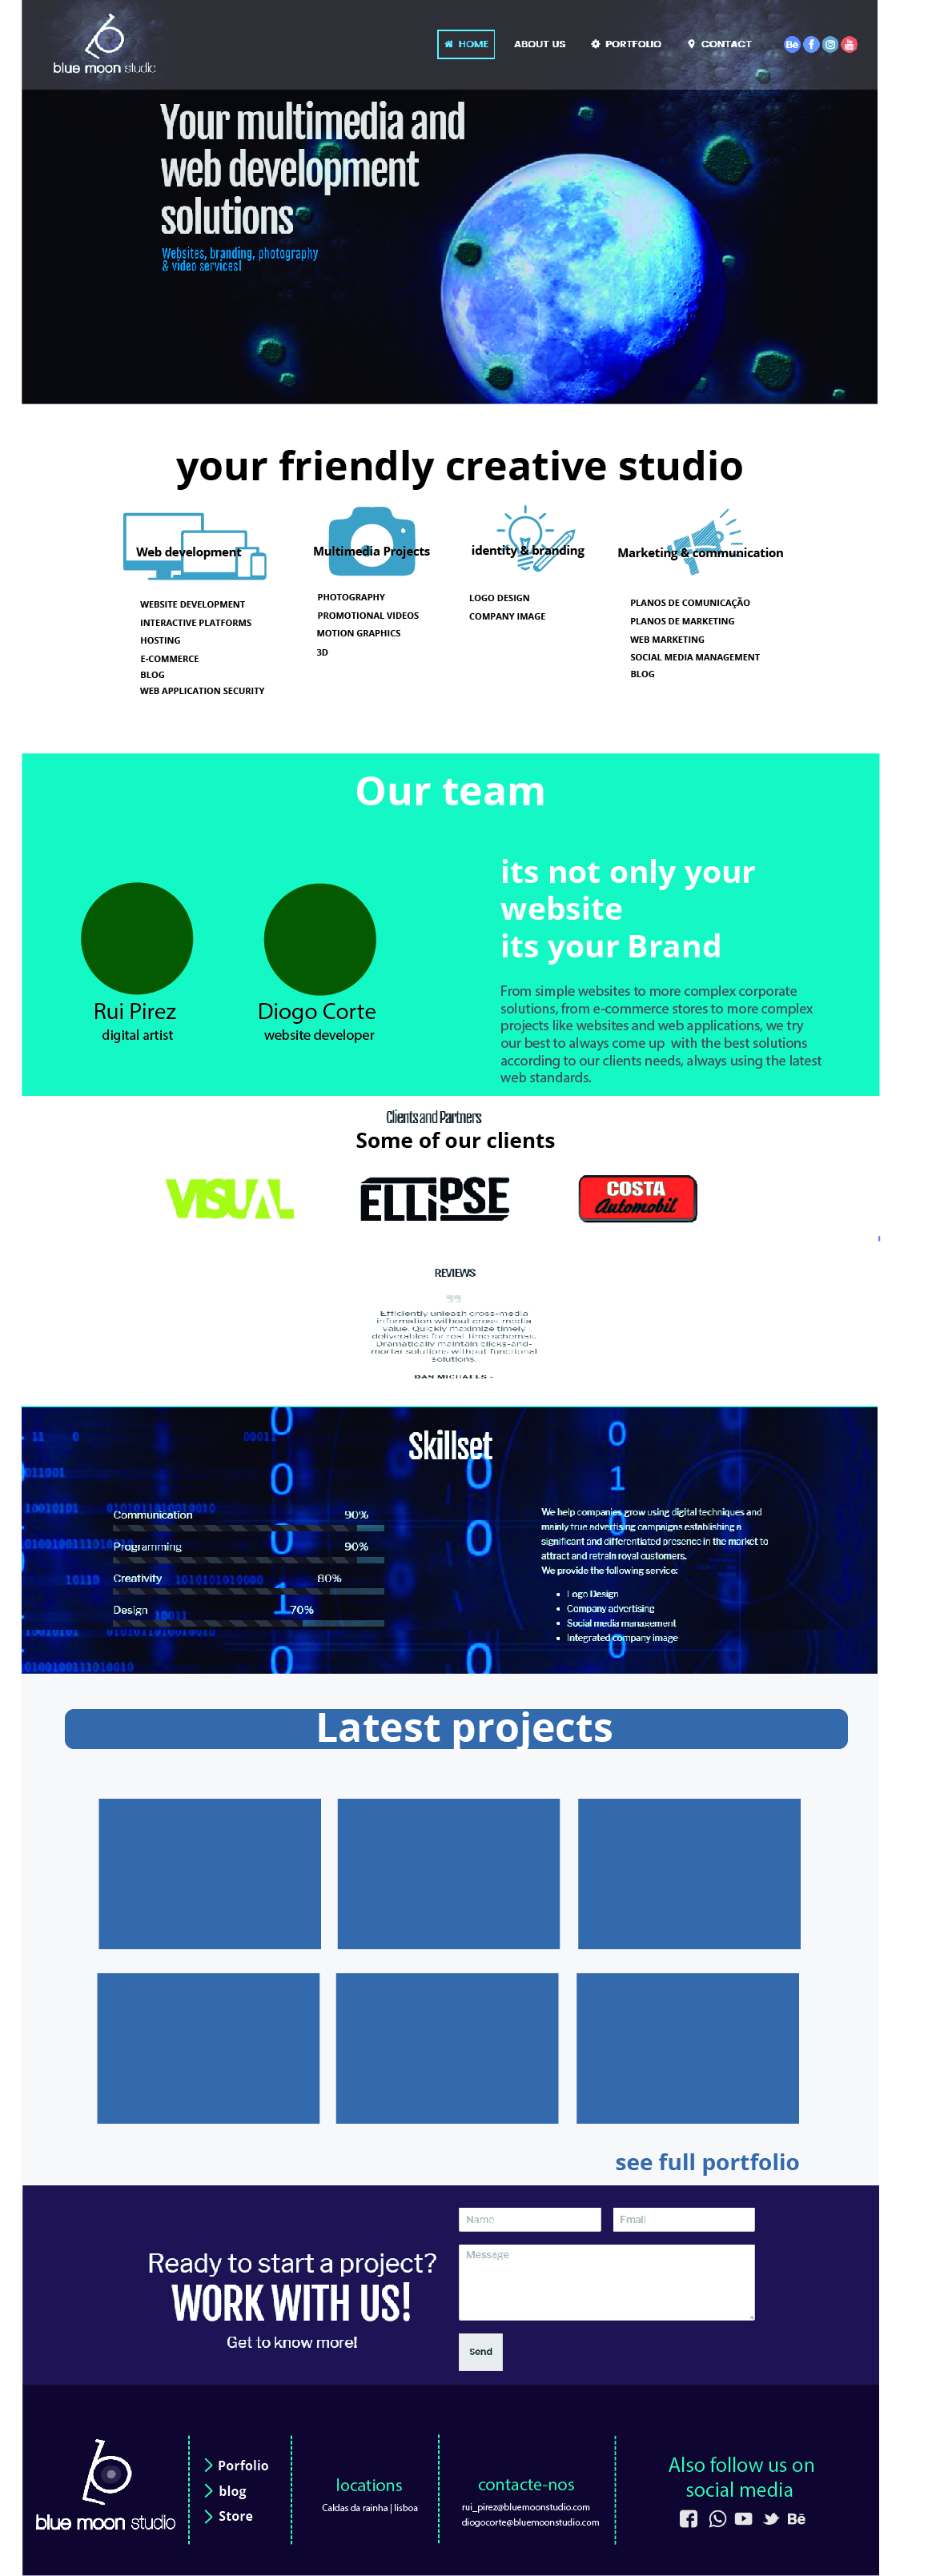 blue moon studio
HOME ABOUT US PORTFOLIO CONTACT Bē f
Your multimedia and
web development
solutions
Websites, branding, photography
& video services!
your friendly creative studio
Web development
WEBSITE DEVELOPMENT
INTERACTIVE PLATFORMS
HOSTING
E-COMMERCE
BLOG
WEB APPLICATION SECURITY
Multimedia Projects
PHOTOGRAPHY
PROMOTIONAL VIDEOS
MOTION GRAPHICS
3D
identity & branding
LOGO DESIGN
COMPANY IMAGE
Marketing & communication
PLANOS DE COMUNICAÇÃO
PLANOS DE MARKETING
WEB MARKETING
SOCIAL MEDIA MANAGEMENT
BLOG
Our team
Rui Pirez
digital artist
Diogo Corte
website developer
its not only your
website
its your Brand
From simple websites to more complex corporate
solutions, from e-commerce stores to more complex
projects like websites and web applications, we try
our best to always come up with the best solutions
according to our clients needs, always using the latest
web standards.
Clients and Partners
Some of our clients
VISUAL
ELLIPSE
COSTA
Automobil
REVIEWS
Efficiently unleash cross-media
information without cross-media
value. Quickly maximize timely
deliverables for real-time schemas.
Dramatically maintain clicks-and-
mortar solutions without functional
solutions.
DAN MICHAELS -
Skillset
Communication 90%
Programming 90%
Creativity 80%
Design 70%
We help companies grow using digital techniques and
mainly true advertising campaigns establishing a
significant and differentiated presence in the market to
attract and retrain royal customers.
We provide the following service:
Logo Design
Company advertising
Social media management
Integrated company image
Latest projects
see full portfolio
Ready to start a project?
WORK WITH US!
Get to know more!
Name
Email
Message
Send
blue moon studio
Porfolio
blog
Store
locations
Caldas da rainha | lisboa
contacte-nos
rui_pirez@bluemoonstudio.com
diogocorte@bluemoonstudio.com
Also follow us on
social media
Bē